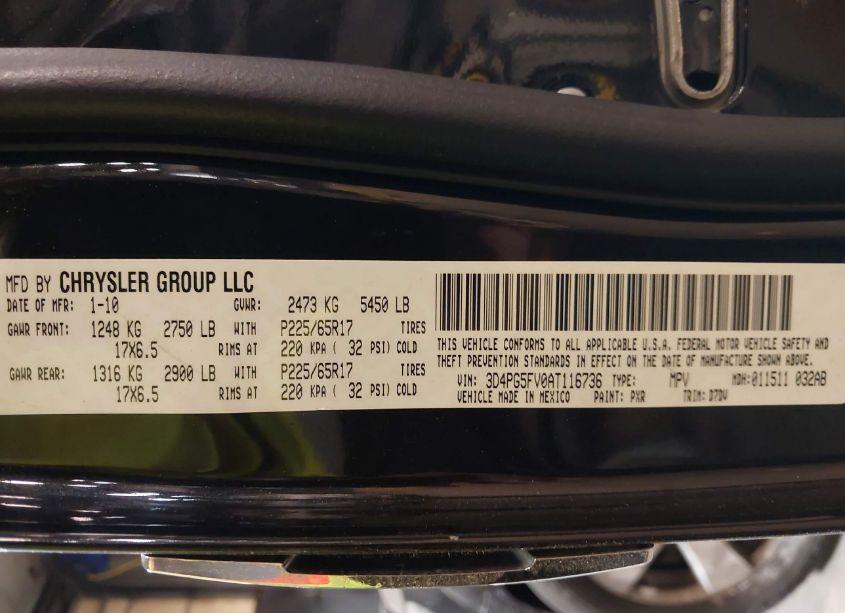 MFD BY CHRYSLER GROUP LLC
DATE OF MFR: 1-10 GVWR: 2473 KG 5450 LB
GAWR FRONT: 1248 KG 2750 LB WITH P225/65R17 TIRES
17X6.5 RIMS AT 220 KPA ( 32 PSI) COLD
GAWR REAR: 1316 KG 2900 LB WITH P225/65R17 TIRES
17X6.5 RIMS AT 220 KPA ( 32 PSI) COLD
THIS VEHICLE CONFORMS TO ALL APPLICABLE U.S.A. FEDERAL MOTOR VEHICLE SAFETY AND
THEFT PREVENTION STANDARDS IN EFFECT ON THE DATE OF MANUFACTURE SHOWN ABOVE.
VIN: 3D4PG5FV0AT116736 TYPE: MPV MDH: 011511 032AB
VEHICLE MADE IN MEXICO PAINT: PXR TRIM: D7DV